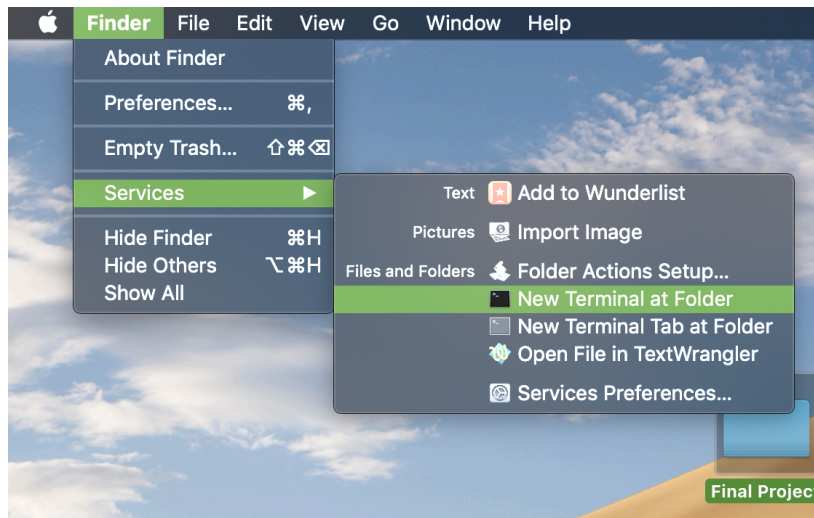 Finder File Edit View Go Window Help
About Finder
Preferences... ⌘,
Empty Trash... ⇧⌘⌫
Services ▶
Hide Finder ⌘H
Hide Others ⌥⌘H
Show All
Text Add to Wunderlist
Pictures Import Image
Files and Folders Folder Actions Setup...
New Terminal at Folder
New Terminal Tab at Folder
Open File in TextWrangler
Services Preferences...
Final Projec